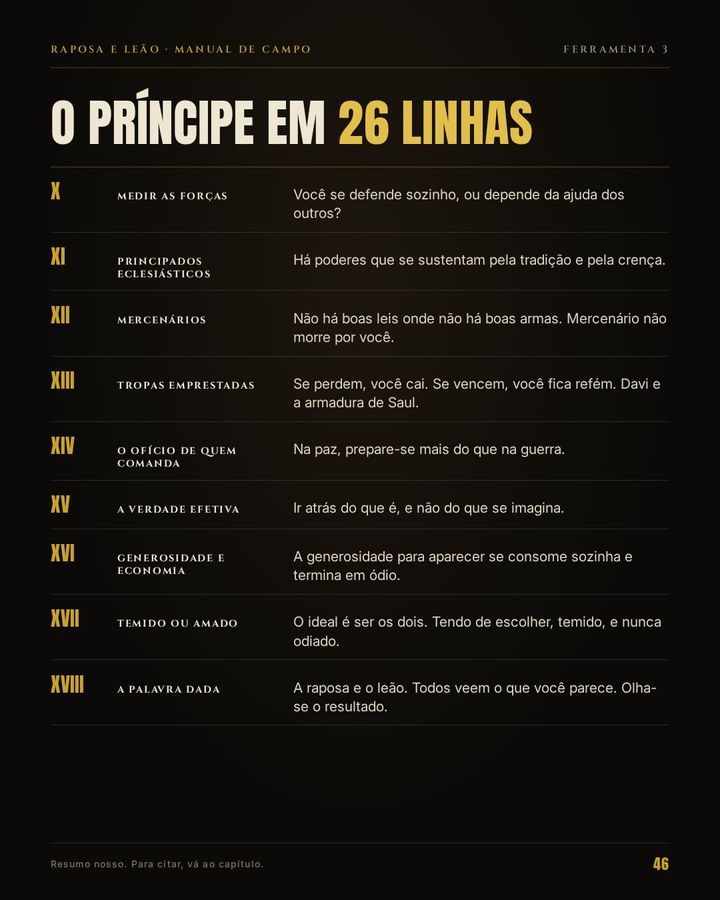 RAPOSA E LEÃO · MANUAL DE CAMPO
FERRAMENTA 3
O PRÍNCIPE EM 26 LINHAS
X
MEDIR AS FORÇAS
Você se defende sozinho, ou depende da ajuda dos
outros?
XI
PRINCIPADOS
ECLESIÁSTICOS
Há poderes que se sustentam pela tradição e pela crença.
XII
MERCENÁRIOS
Não há boas leis onde não há boas armas. Mercenário não
morre por você.
XIII
TROPAS EMPRESTADAS
Se perdem, você cai. Se vencem, você fica refém. Davi e
a armadura de Saul.
XIV
O OFÍCIO DE QUEM
COMANDA
Na paz, prepare-se mais do que na guerra.
XV
A VERDADE EFETIVA
Ir atrás do que é, e não do que se imagina.
XVI
GENEROSIDADE E
ECONOMIA
A generosidade para aparecer se consome sozinha e
termina em ódio.
XVII
TEMIDO OU AMADO
O ideal é ser os dois. Tendo de escolher, temido, e nunca
odiado.
XVIII
A PALAVRA DADA
A raposa e o leão. Todos veem o que você parece. Olha-
se o resultado.
Resumo nosso. Para citar, vá ao capítulo.
46